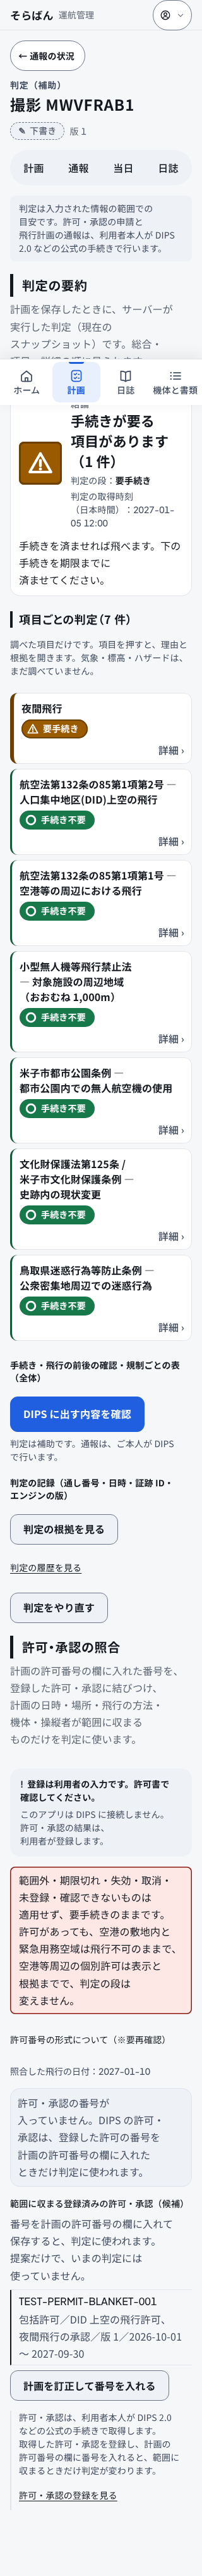 そらぱん 運航管理
← 通報の状況
判定（補助）
撮影 MWVFRAB1
✎ 下書き 版 1
計画 通報 当日 日誌
判定は入力された情報の範囲での
目安です。許可・承認の申請と
飛行計画の通報は、利用者本人が DIPS
2.0 などの公式の手続きで行います。
判定の要約
計画を保存したときに、サーバーが
実行した判定（現在の
スナップショット）です。総合・
ホーム 計画 日誌 機体と書類
手続きが要る
項目があります
（1 件）
判定の段：要手続き
判定の取得時刻
（日本時間）：2027-01-
05 12:00
手続きを済ませれば飛べます。下の
手続きを期限までに
済ませてください。
項目ごとの判定（7 件）
調べた項目だけです。項目を押すと、理由と
根拠を開きます。気象・標高・ハザードは、
まだ調べていません。
夜間飛行
要手続き
詳細 ›
航空法第132条の85第1項第2号 —
人口集中地区(DID)上空の飛行
手続き不要
詳細 ›
航空法第132条の85第1項第1号 —
空港等の周辺における飛行
手続き不要
詳細 ›
小型無人機等飛行禁止法
— 対象施設の周辺地域
（おおむね 1,000m）
手続き不要
詳細 ›
米子市都市公園条例 —
都市公園内での無人航空機の使用
手続き不要
詳細 ›
文化財保護法第125条 /
米子市文化財保護条例 —
史跡内の現状変更
手続き不要
詳細 ›
鳥取県迷惑行為等防止条例 —
公衆密集地周辺での迷惑行為
手続き不要
詳細 ›
手続き・飛行の前後の確認・規制ごとの表
（全体）
DIPS に出す内容を確認
判定は補助です。通報は、ご本人が DIPS
で行います。
判定の記録（通し番号・日時・証跡 ID・
エンジンの版）
判定の根拠を見る
判定の履歴を見る
判定をやり直す
許可・承認の照合
計画の許可番号の欄に入れた番号を、
登録した許可・承認に結びつけ、
計画の日時・場所・飛行の方法・
機体・操縦者が範囲に収まる
ものだけを判定に使います。
! 登録は利用者の入力です。許可書で
確認してください。
このアプリは DIPS に接続しません。
許可・承認の結果は、
利用者が登録します。
範囲外・期限切れ・失効・取消・
未登録・確認できないものは
適用せず、要手続きのままです。
許可があっても、空港の敷地内と
緊急用務空域は飛行不可のままで、
空港等周辺の個別許可は表示と
根拠までで、判定の段は
変えません。
許可番号の形式について（※要再確認）
照合した飛行の日付：2027-01-10
許可・承認の番号が
入っていません。DIPS の許可・
承認は、登録した許可の番号を
計画の許可番号の欄に入れた
ときだけ判定に使われます。
範囲に収まる登録済みの許可・承認（候補）
番号を計画の許可番号の欄に入れて
保存すると、判定に使われます。
提案だけで、いまの判定には
使っていません。
TEST-PERMIT-BLANKET-001
包括許可／DID 上空の飛行許可、
夜間飛行の承認／版 1／2026-10-01
〜 2027-09-30
計画を訂正して番号を入れる
許可・承認は、利用者本人が DIPS 2.0
などの公式の手続きで取得します。
取得した許可・承認を登録し、計画の
許可番号の欄に番号を入れると、範囲に
収まるときだけ判定が変わります。
許可・承認の登録を見る